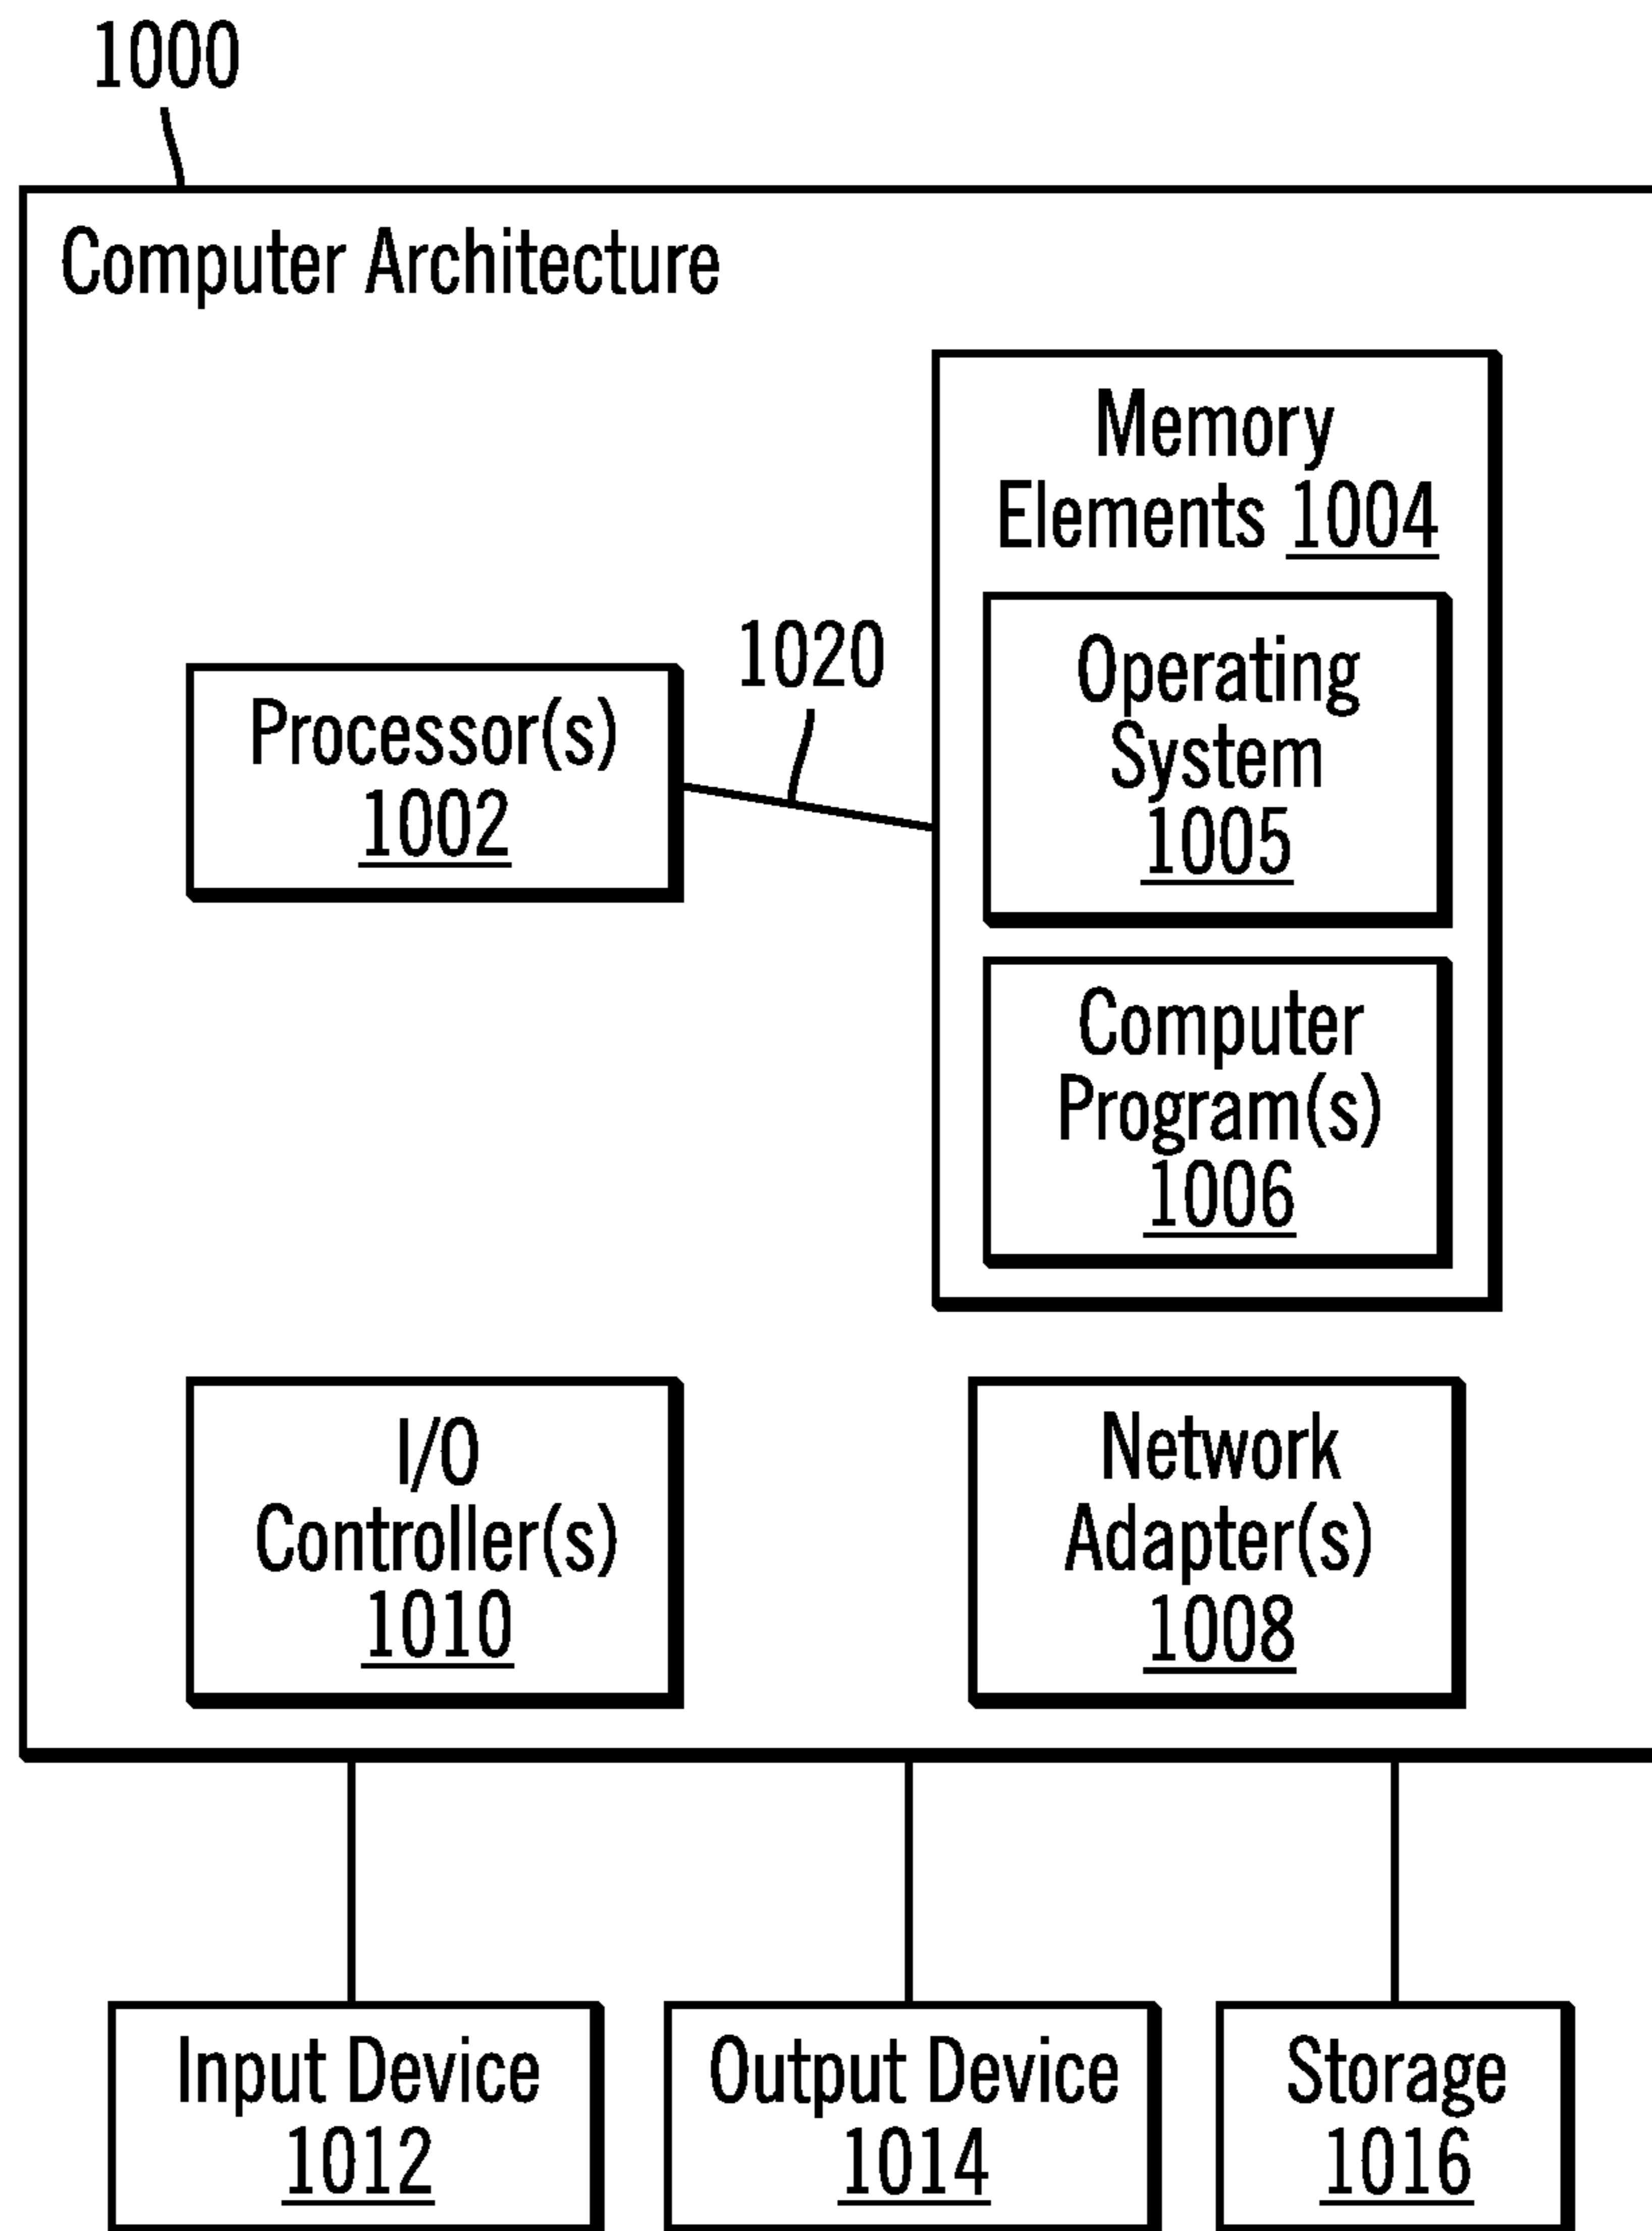 1000
Computer Architecture
Memory
Elements 1004
Operating
System
1005
1020
Processor(s)
1002
Computer
Program(s)
1006
I/O
Controller(s)
1010
Network
Adapter(s)
1008
Input Device
1012
Output Device
1014
Storage
1016